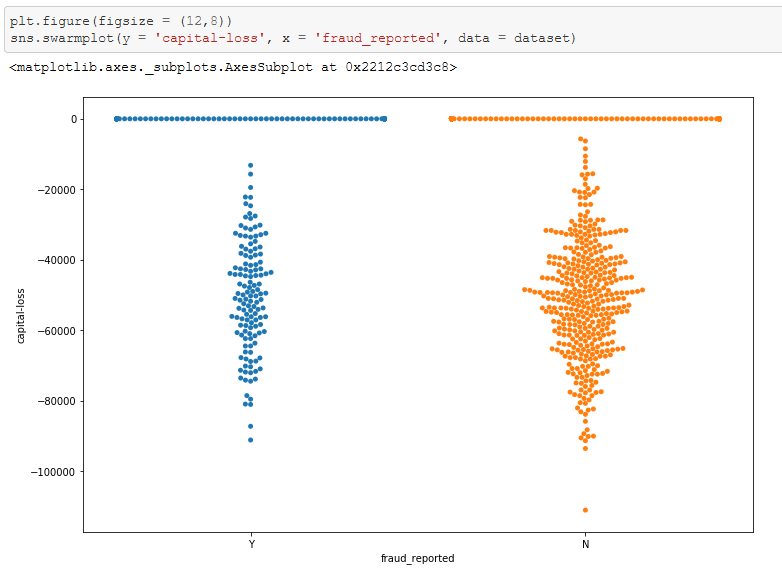 plt.figure(figsize = (12,8))
sns.swarmplot(y = 'capital-loss', x = 'fraud_reported', data = dataset)
<matplotlib.axes._subplots.AxesSubplot at 0x2212c3cd3c8>
0
−20000
−40000
−60000
−80000
−100000
capital-loss
Y
N
fraud_reported